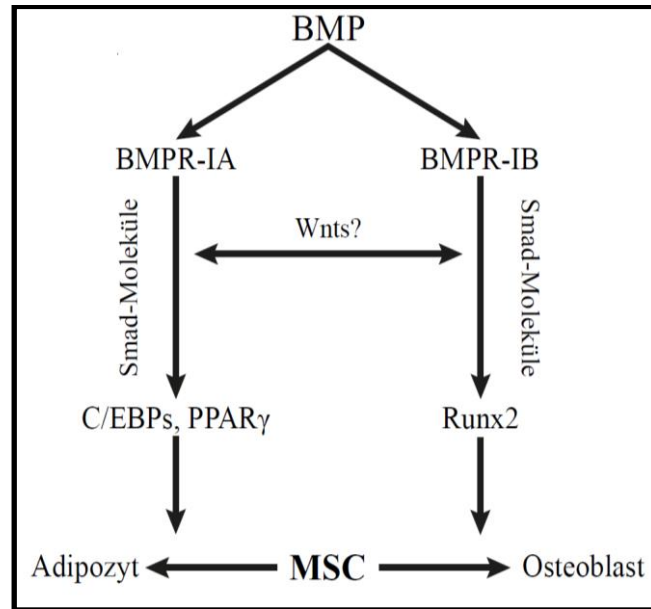 BMP
BMPR-IA
BMPR-IB
Smad-Moleküle
Wnts?
Smad-Moleküle
C/EBPs, PPARγ
Runx2
Adipozyt
MSC
Osteoblast